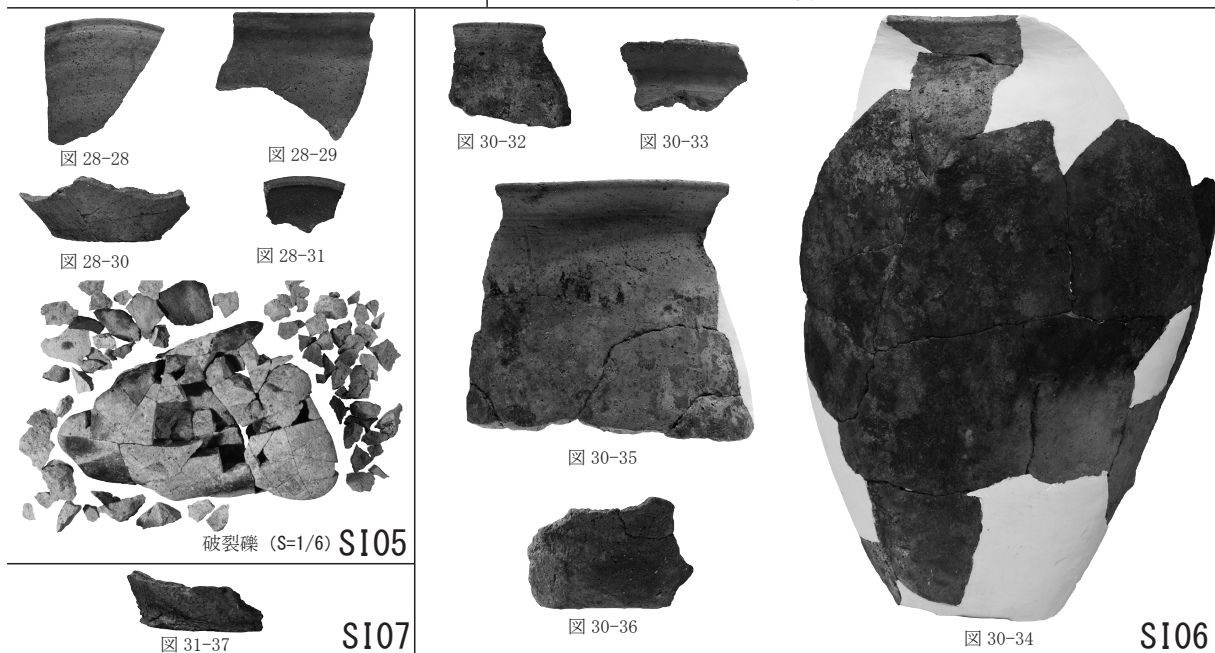 図 28-28
図 28-29
図 28-30
図 28-31
破裂礫 (S=1/6) SI05
図 31-37
SI07
図 30-32
図 30-33
図 30-35
図 30-36
図 30-34
SI06